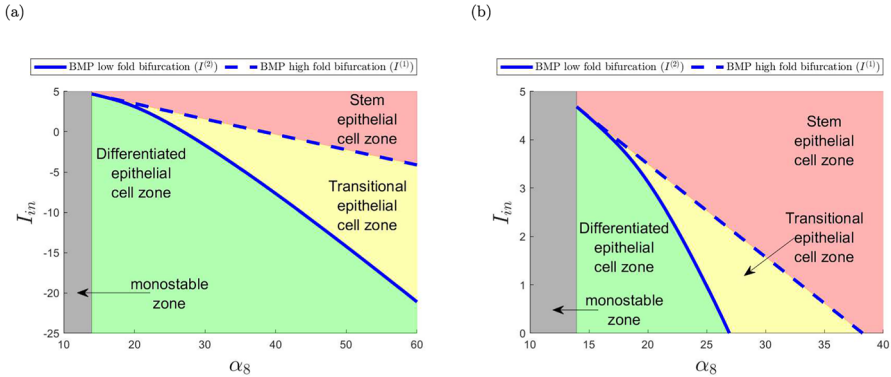 (a)
BMP low fold bifurcation (I^(2)) BMP high fold bifurcation (I^(1))
5
0
-5
-10
-15
-20
-25
I_in
10 20 30 40 50 60
α_8
Stem
epithelial
cell zone
Differentiated
epithelial
cell zone
Transitional
epithelial
cell zone
monostable
zone
(b)
BMP low fold bifurcation (I^(2)) BMP high fold bifurcation (I^(1))
5
4
3
2
1
0
I_in
10 15 20 25 30 35 40
α_8
Stem
epithelial
cell zone
Transitional
epithelial
cell zone
Differentiated
epithelial
cell zone
monostable
zone